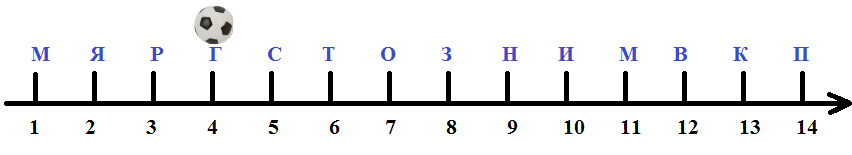 М Я Р Г С Т О З Н И М В К П
1 2 3 4 5 6 7 8 9 10 11 12 13 14